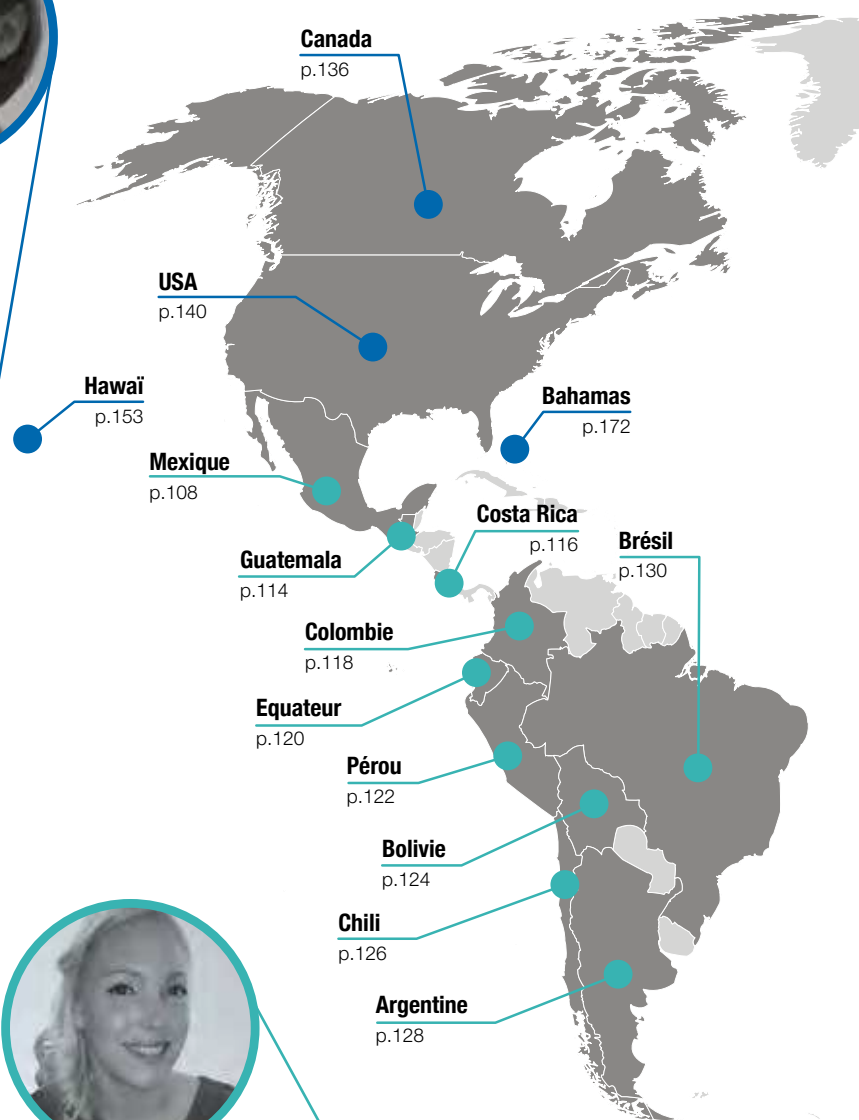 Canada
p.136
USA
p.140
Hawaï
p.153
Bahamas
p.172
Mexique
p.108
Costa Rica
p.116
Brésil
p.130
Guatemala
p.114
Colombie
p.118
Equateur
p.120
Pérou
p.122
Bolivie
p.124
Chili
p.126
Argentine
p.128